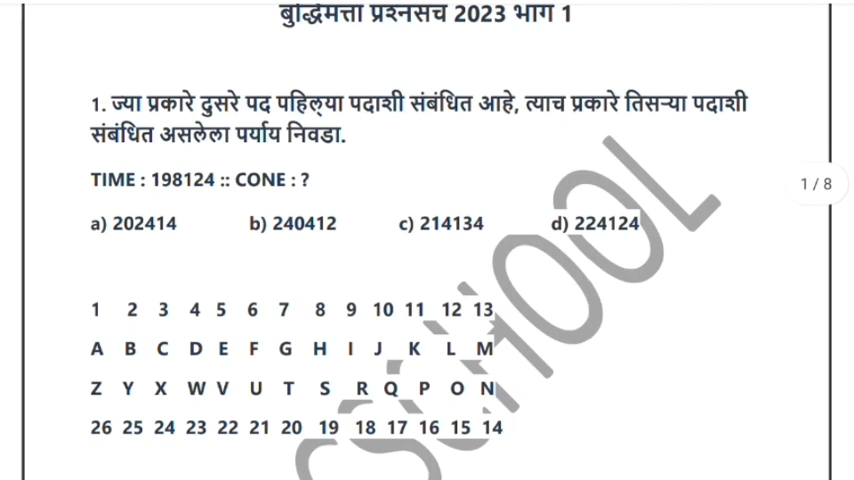 बुद्धिमत्ता प्रश्नसंच 2023 भाग 1
1. ज्या प्रकारे दुसरे पद पहिल्या पदाशी संबंधित आहे, त्याच प्रकारे तिसऱ्या पदाशी
संबंधित असलेला पर्याय निवडा.
TIME : 198124 :: CONE : ?
1 / 8
a) 202414 b) 240412 c) 214134 d) 224124
1 2 3 4 5 6 7 8 9 10 11 12 13
A B C D E F G H I J K L M
Z Y X W V U T S R Q P O N
26 25 24 23 22 21 20 19 18 17 16 15 14
SCHOOL